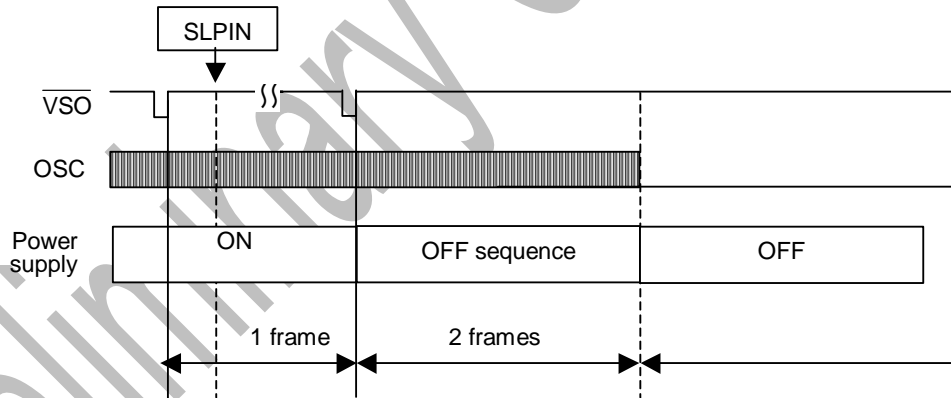 SLPIN
VSO
OSC
Power supply
ON
OFF sequence
OFF
1 frame
2 frames